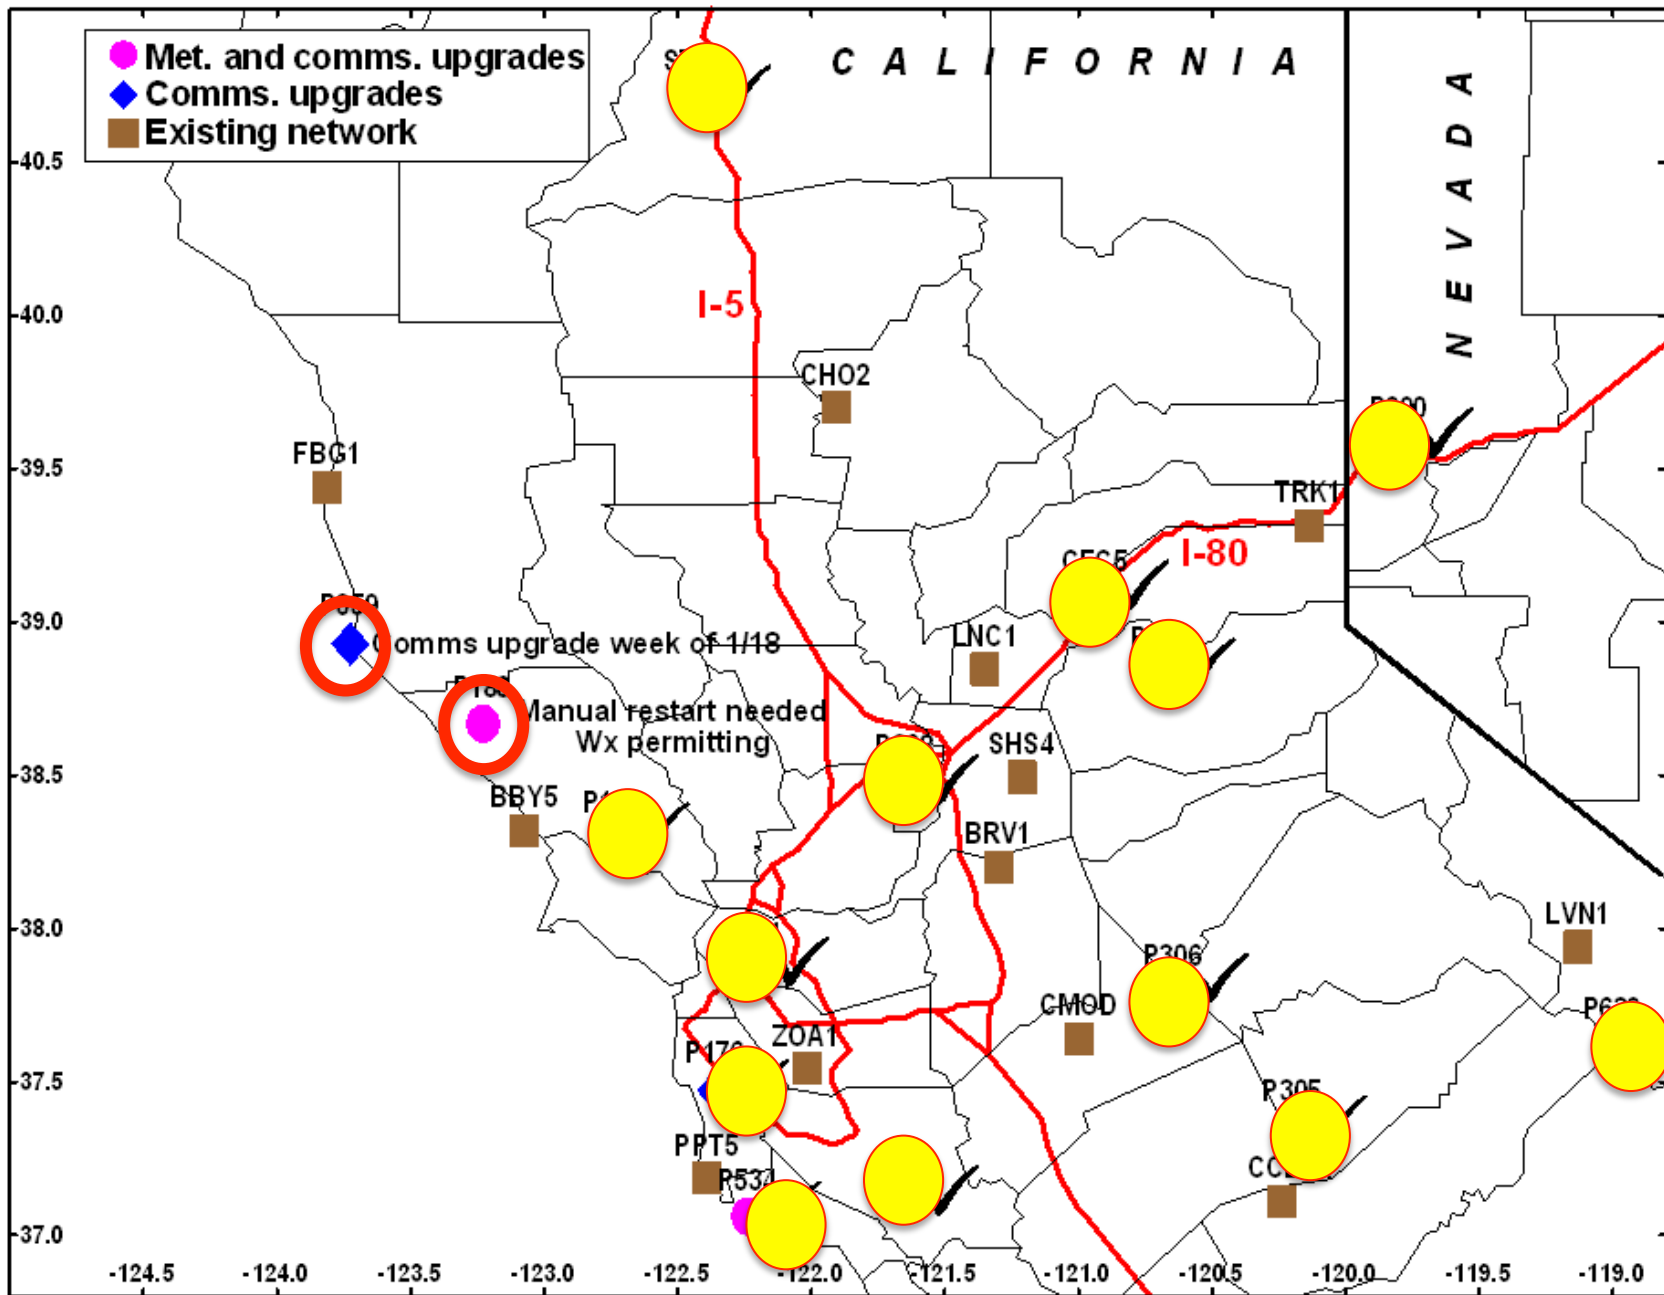 Met. and comms. upgrades
Comms. upgrades
Existing network
C A L I F O R N I A
N E V A D A
I-5
I-80
CHO2
FBG1
TRK1
LNC1
Comms upgrade week of 1/18
Manual restart needed
Wx permitting
SHS4
BBY5
BRV1
LVN1
P306
CMOD
ZOA1
P305
PPT5
P534
-40.5
-40.0
-39.5
-39.0
-38.5
-38.0
-37.5
-37.0
-124.5
-124.0
-123.5
-123.0
-122.5
-122.0
-121.5
-121.0
-120.5
-120.0
-119.5
-119.0